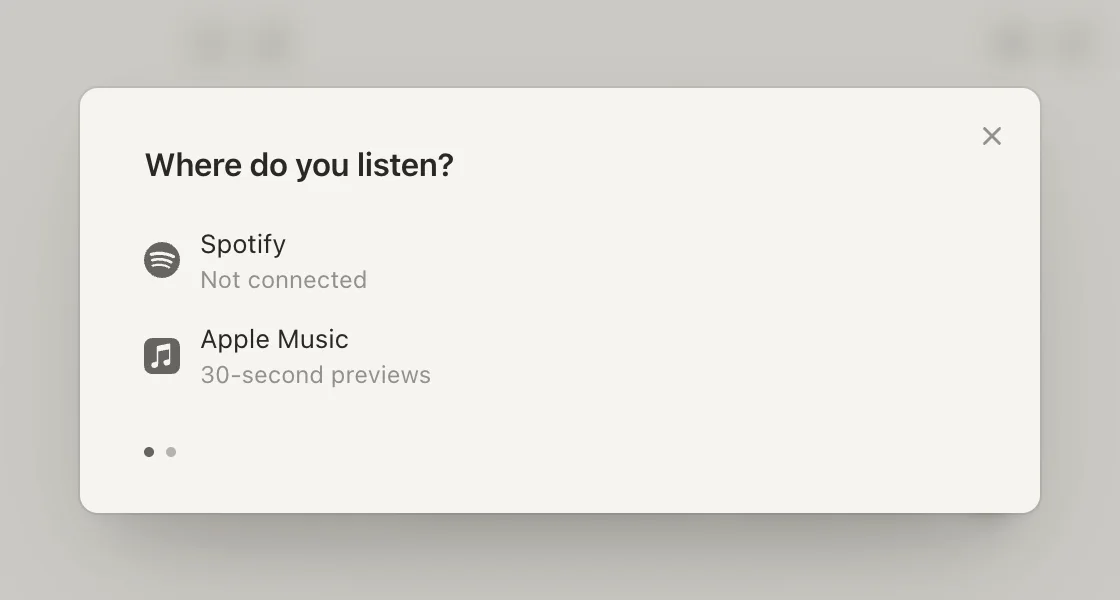 Where do you listen?
Spotify
Not connected
Apple Music
30-second previews